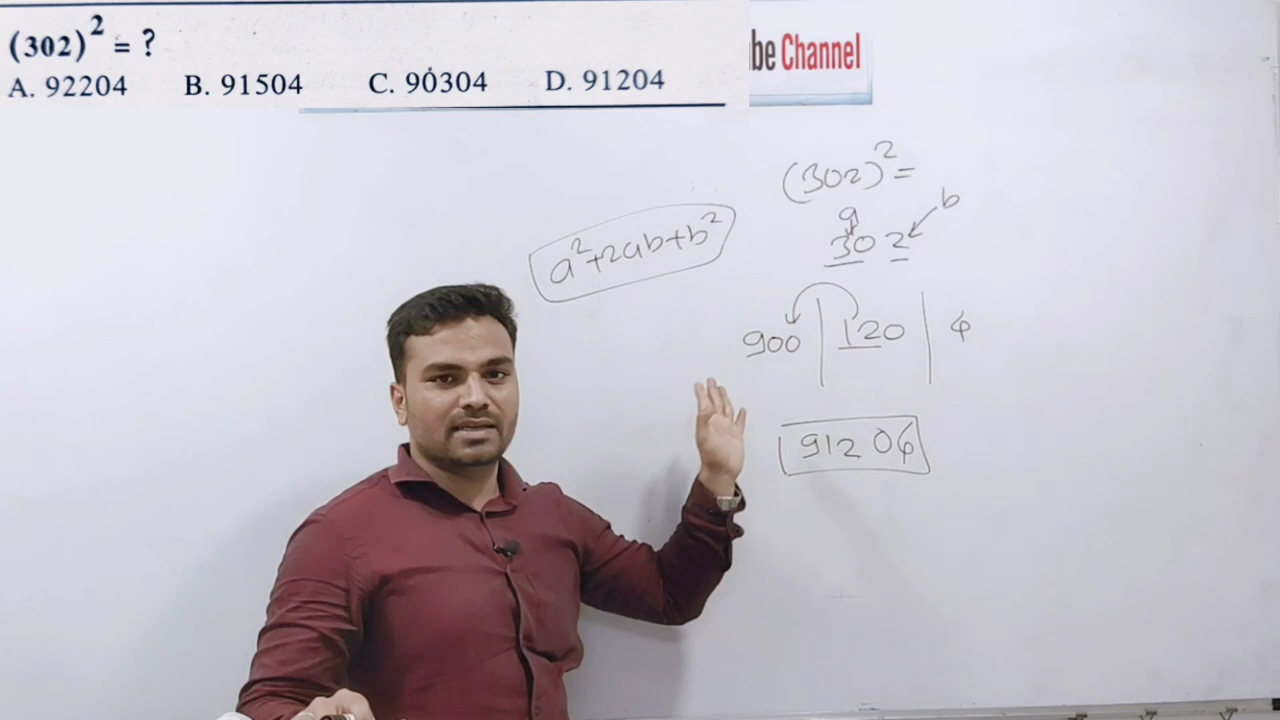 (302)² = ?
A. 92204 B. 91504 C. 90304 D. 91204
be Channel
(302)² =
a b
30 2
a²+2ab+b²
900 | 120 | 4
91204